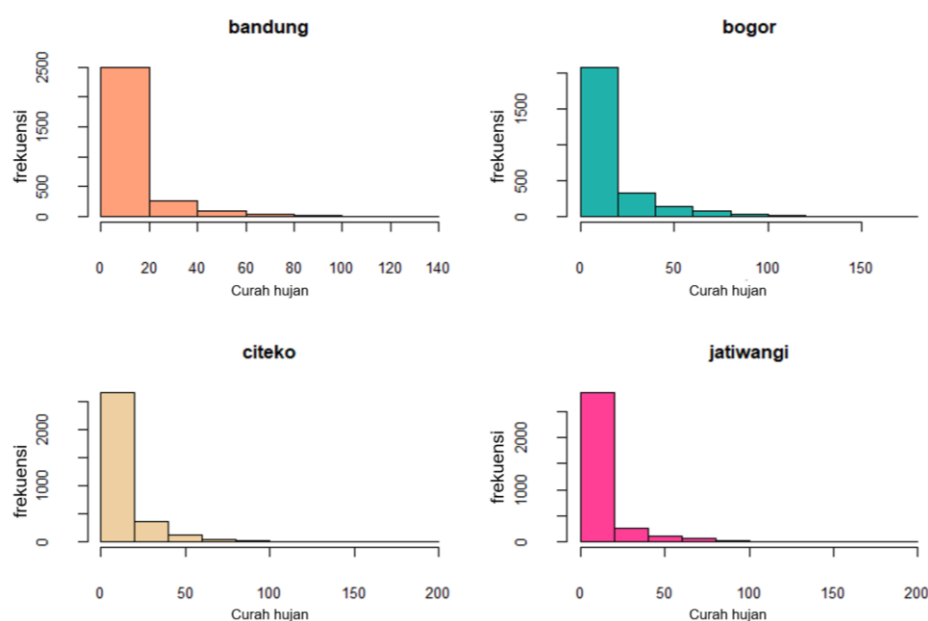 bandung
frekuensi
2500
1500
500
0
0 20 40 60 80 100 120 140
Curah hujan
bogor
frekuensi
1500
500
0
0 50 100 150
Curah hujan
citeko
frekuensi
2000
1000
0
0 50 100 150 200
Curah hujan
jatiwangi
frekuensi
2000
1000
0
0 50 100 150 200
Curah hujan